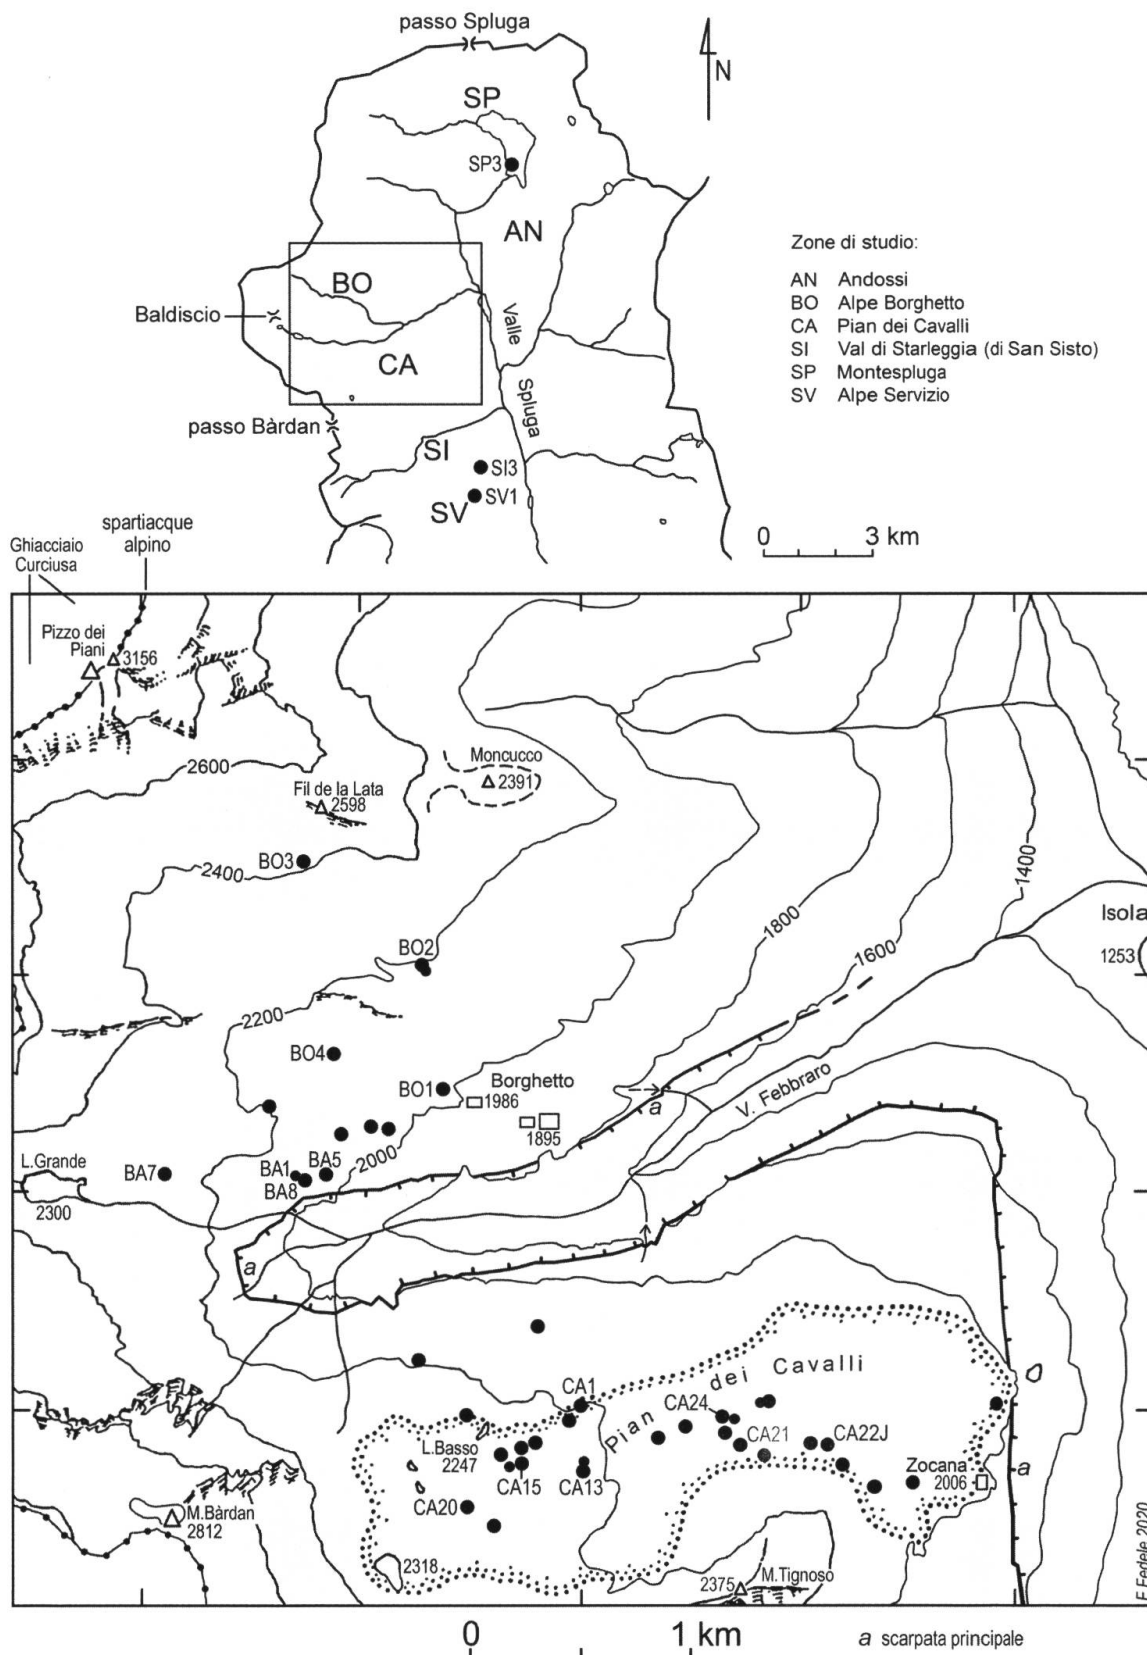 passo Spluga
N
SP
SP3
AN
BO
Baldiscio
CA
Valle
Spluga
passo Bàrdan
SI
SI3
SV
SV1
Zone di studio:
AN Andossi
BO Alpe Borghetto
CA Pian dei Cavalli
SI Val di Starleggia (di San Sisto)
SP Montespluga
SV Alpe Servizio
0 3 km
spartiacque
alpino
Ghiacciaio
Curciusa
Pizzo dei
Piani
3156
2600
Moncucco
2391
Fil de la Lata
2598
BO3
2400
1400
Isola
1253
1800
1600
BO2
2200
BO4
BO1
Borghetto
1986
1895
a
V. Febbraro
L.Grande
2300
BA7
BA1
BA5
BA8
2000
a
Pian dei Cavalli
CA1
CA24
CA21
CA22J
L.Basso
2247
CA15
CA13
CA20
Zocana
2006
a
M.Bàrdan
2812
2318
2375
M.Tignoso
F. Fedele 2020
0 1 km
a scarpata principale